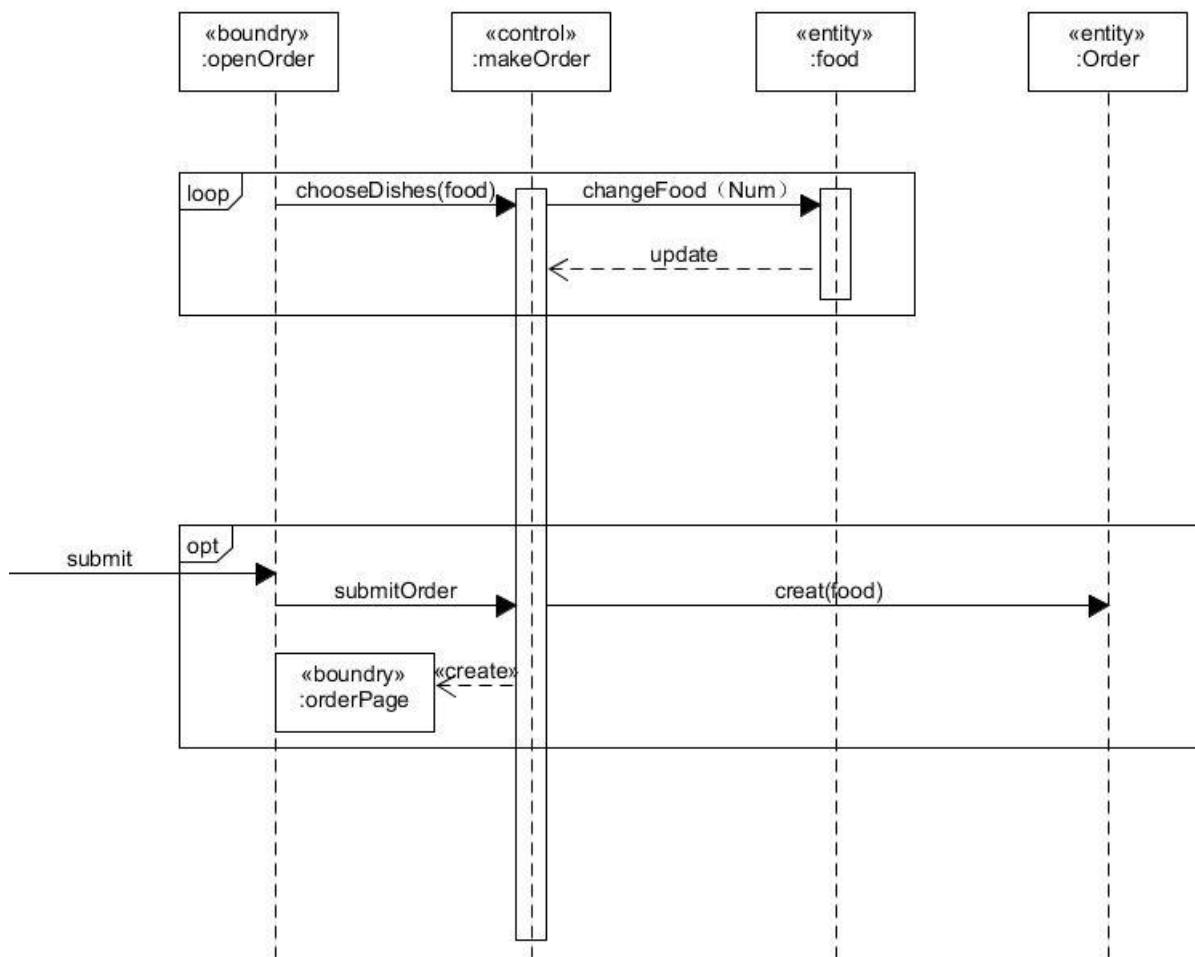 «boundry»
:openOrder
«control»
:makeOrder
«entity»
:food
«entity»
:Order
loop
chooseDishes(food)
changeFood（Num）
update
opt
submit
submitOrder
creat(food)
«boundry»
:orderPage
«create»